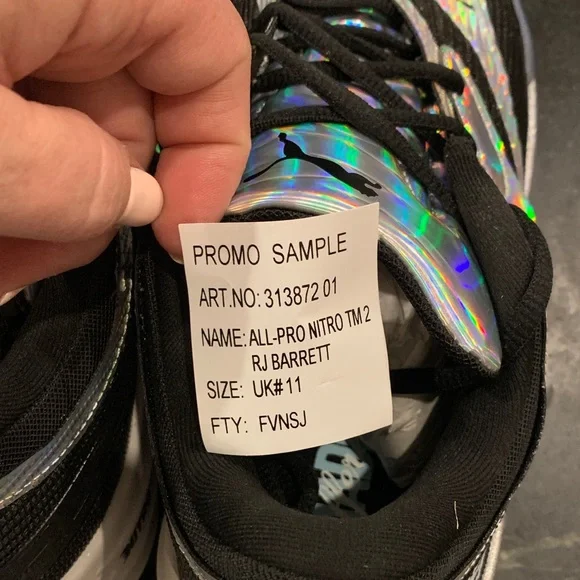 PROMO SAMPLE
ART.NO: 313872 01
NAME: ALL-PRO NITRO TM 2
RJ BARRETT
SIZE: UK# 11
FTY: FVNSJ